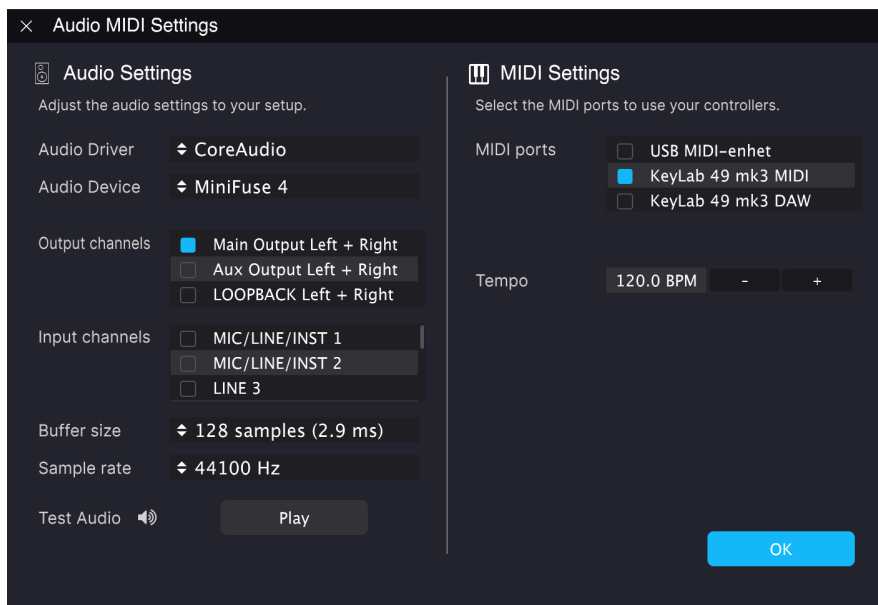 Audio MIDI Settings
Audio Settings
Adjust the audio settings to your setup.
Audio Driver CoreAudio
Audio Device MiniFuse 4
Output channels Main Output Left + Right
Aux Output Left + Right
LOOPBACK Left + Right
Input channels MIC/LINE/INST 1
MIC/LINE/INST 2
LINE 3
Buffer size 128 samples (2.9 ms)
Sample rate 44100 Hz
Test Audio Play
MIDI Settings
Select the MIDI ports to use your controllers.
MIDI ports USB MIDI-enhet
KeyLab 49 mk3 MIDI
KeyLab 49 mk3 DAW
Tempo 120.0 BPM - +
OK